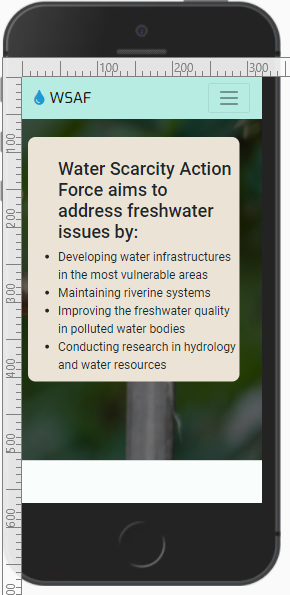 100 200 300
WSAF
Water Scarcity Action
Force aims to
address freshwater
issues by:
• Developing water infrastructures
in the most vulnerable areas
• Maintaining riverine systems
• Improving the freshwater quality
in polluted water bodies
• Conducting research in hydrology
and water resources
100
200
300
400
500
600